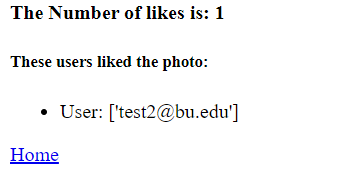 The Number of likes is: 1
These users liked the photo:
• User: ['test2@bu.edu']
Home